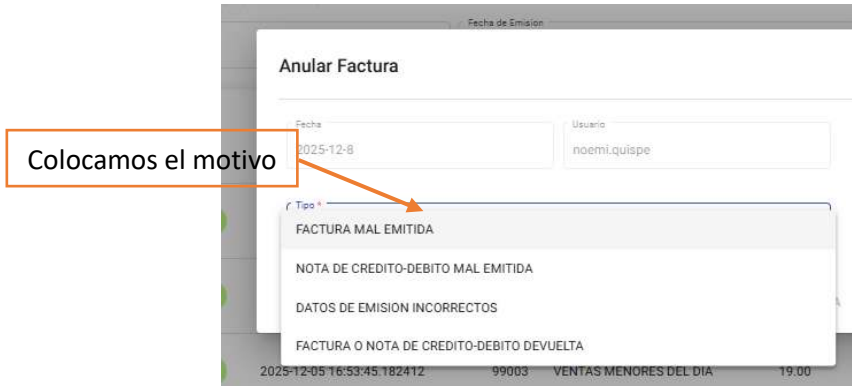 Fecha de Emision
Anular Factura
Fecha
Usuario
2025-12-8
noemi.quispe
Colocamos el motivo
Tipo *
FACTURA MAL EMITIDA
NOTA DE CREDITO-DEBITO MAL EMITIDA
DATOS DE EMISION INCORRECTOS
FACTURA O NOTA DE CREDITO-DEBITO DEVUELTA
2025-12-05 16:53:45.182412 99003 VENTAS MENORES DEL DIA 19.00